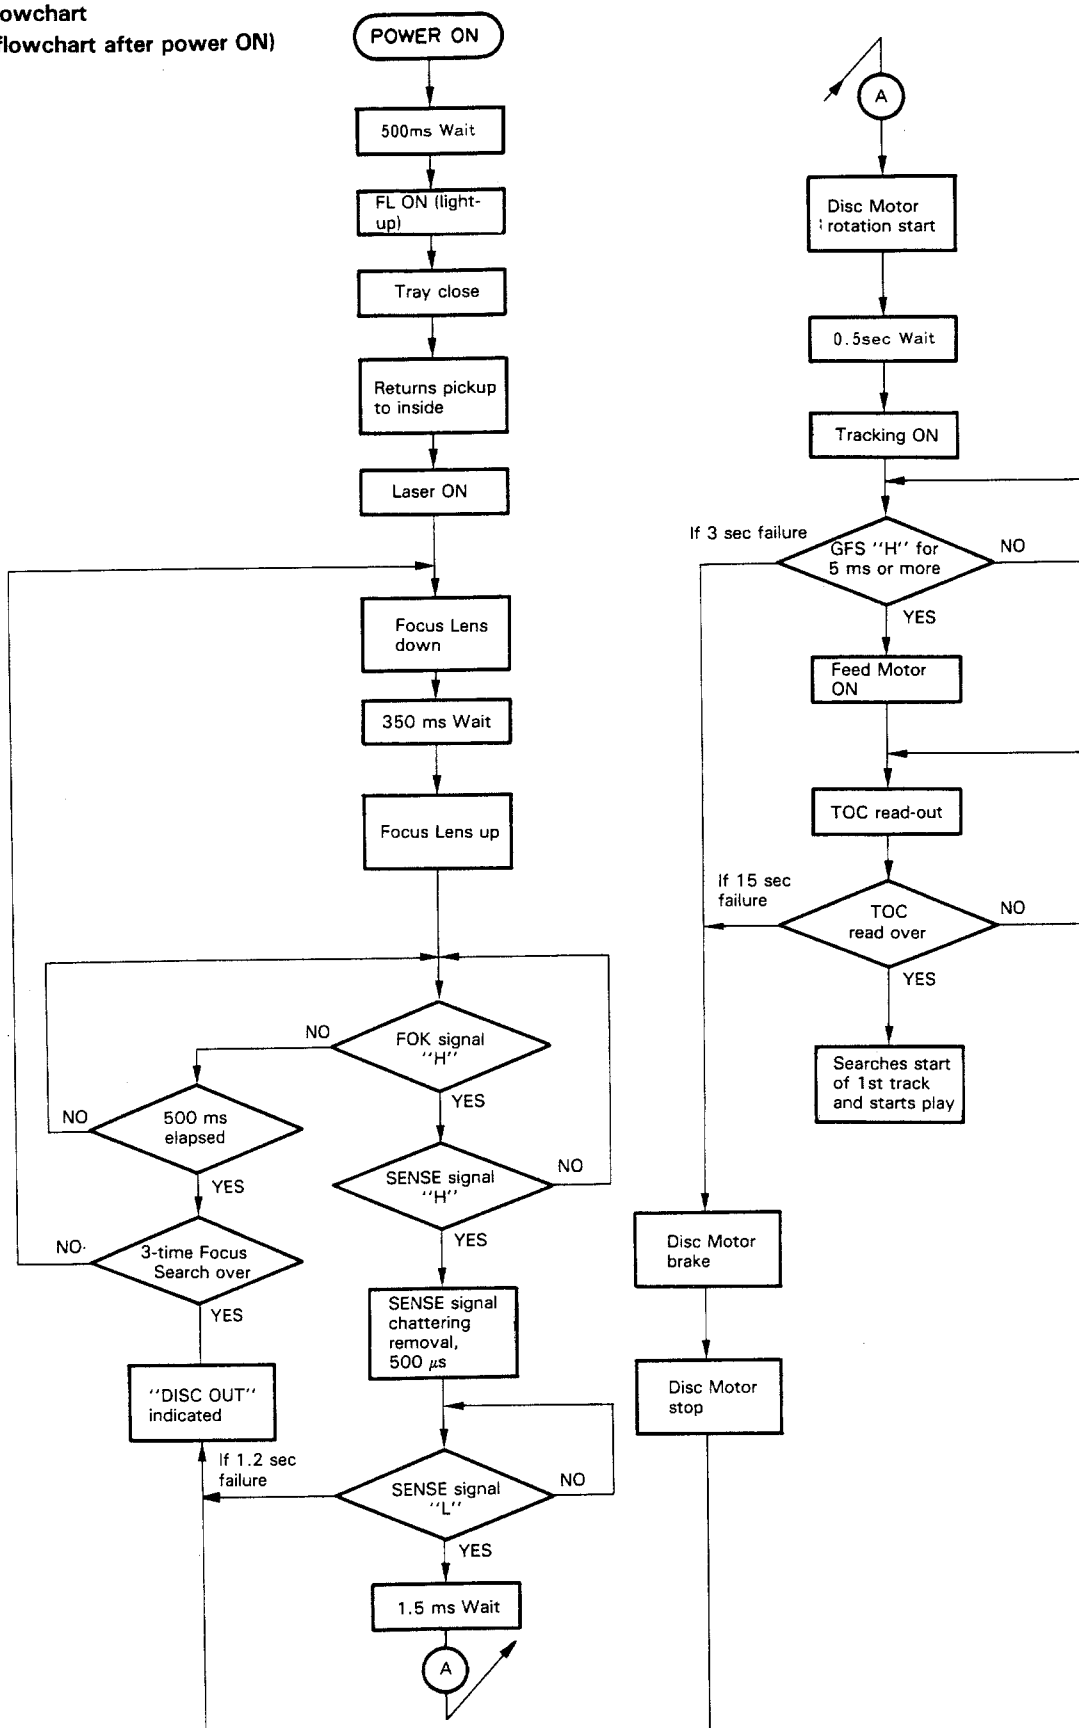 owchart
flowchart after power ON)
POWER ON
500ms Wait
FL ON (light-
up)
Tray close
Returns pickup
to inside
Laser ON
Focus Lens
down
350 ms Wait
Focus Lens up
FOK signal
"H"
NO
YES
500 ms
elapsed
NO
YES
SENSE signal
"H"
NO
YES
3-time Focus
Search over
NO
YES
SENSE signal
chattering
removal,
500 μs
"DISC OUT"
indicated
If 1.2 sec
failure
SENSE signal
"L"
NO
YES
1.5 ms Wait
A
A
Disc Motor
rotation start
0.5sec Wait
Tracking ON
If 3 sec failure
GFS "H" for
5 ms or more
NO
YES
Feed Motor
ON
TOC read-out
If 15 sec
failure
TOC
read over
NO
YES
Searches start
of 1st track
and starts play
Disc Motor
brake
Disc Motor
stop